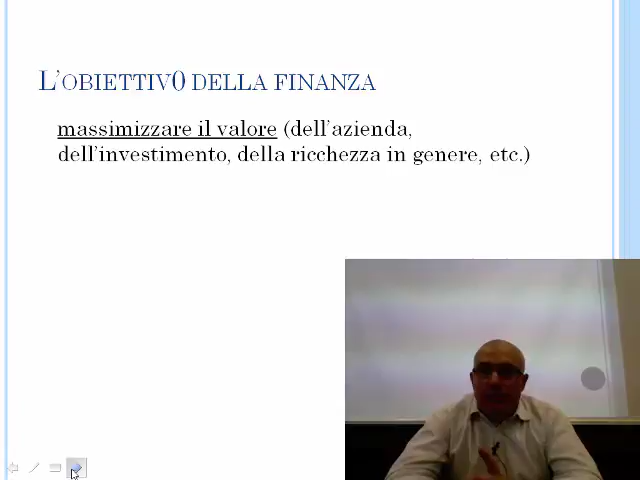 L'OBIETTIV0 DELLA FINANZA
massimizzare il valore (dell'azienda,
dell'investimento, della ricchezza in genere, etc.)